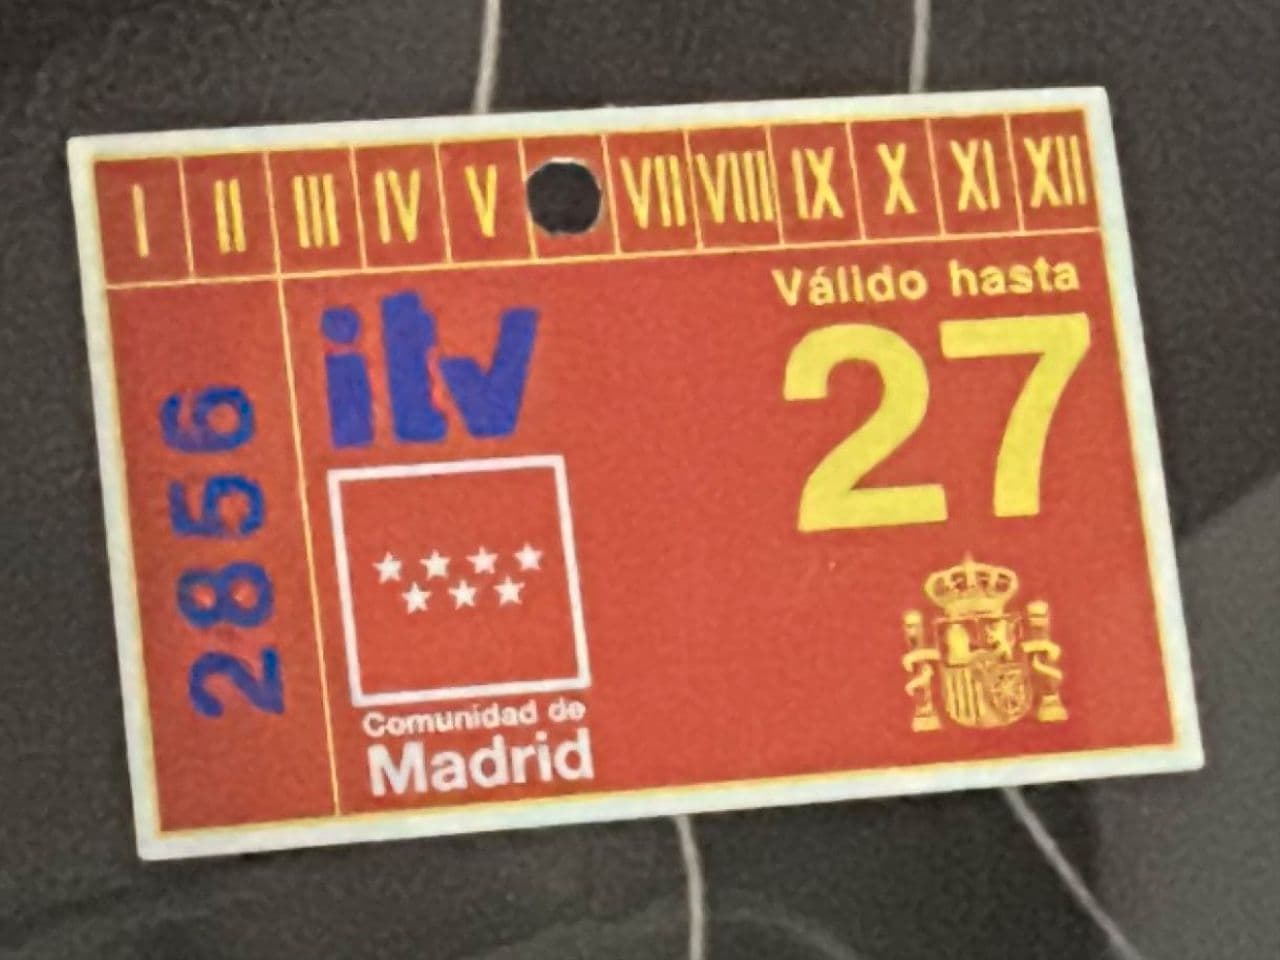 I II III IV V VII VIII IX X XI XII
Válido hasta
27
itv
2856
Comunidad de
Madrid